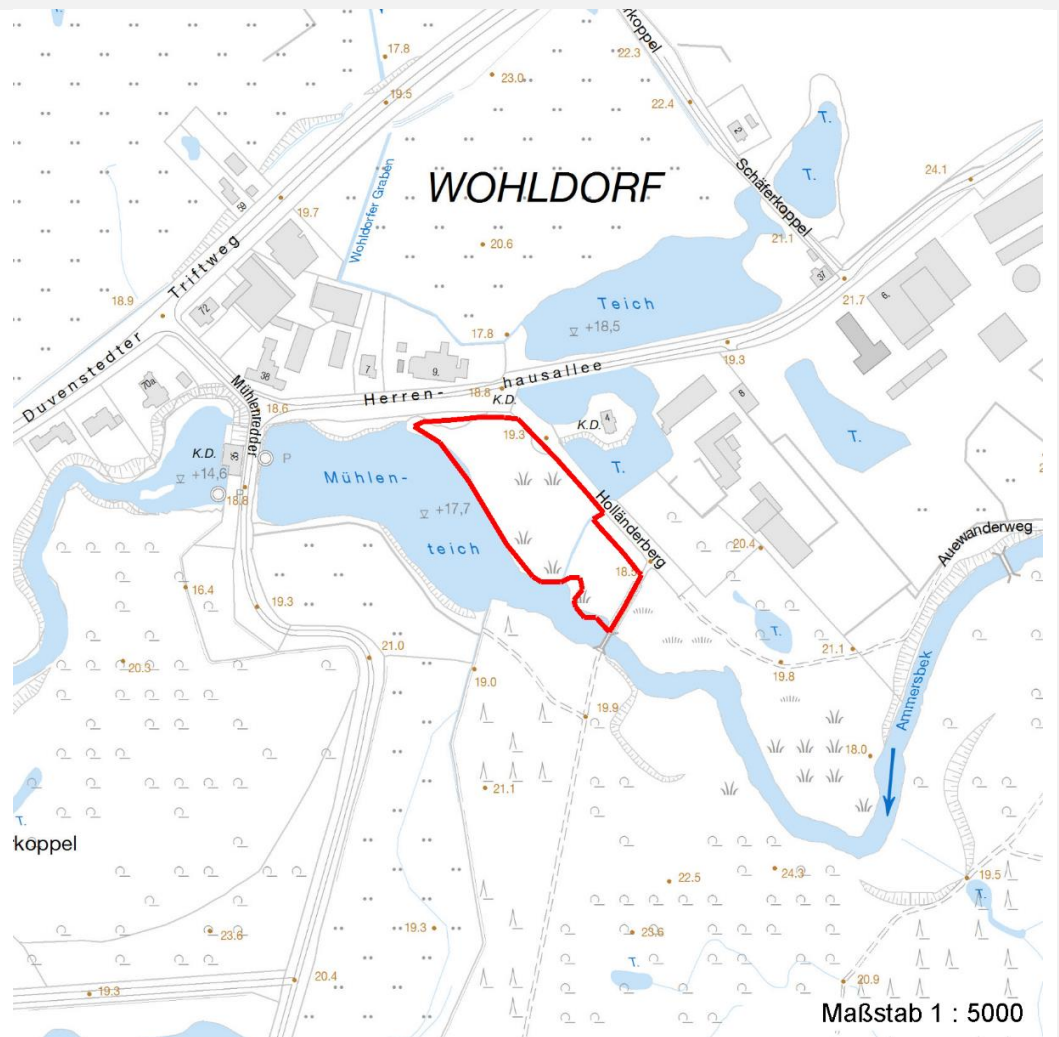 T.
22.3
17.8
23.0
19.5
22.4
2
T.
T.
WOHLDORF
Schäferkoppel
24.1
59
19.7
Wohldorfer Graben
Triftweg
20.6
21.1
37
21.7
6
18.9
72
Teich
+18,5
17.8
19.3
Duvenstedter
70a
38
7
9
Herren-
hausallee
18.8
K.D.
18.6
Mühlenredder
8
4
K.D.
19.3
T.
T.
K.D.
35
P
+14,6
18.8
P
Mühlen-
+17,7
teich
Holländerberg
20.4
Auewanderweg
18.5
16.4
19.3
T.
21.0
20.3
19.0
19.8
21.1
Ammersbek
19.9
18.0
21.1
T.
koppel
22.5
24.3
19.5
T.
23.6
19.3
23.6
T.
20.4
20.9
19.3
Maßstab 1 : 5000